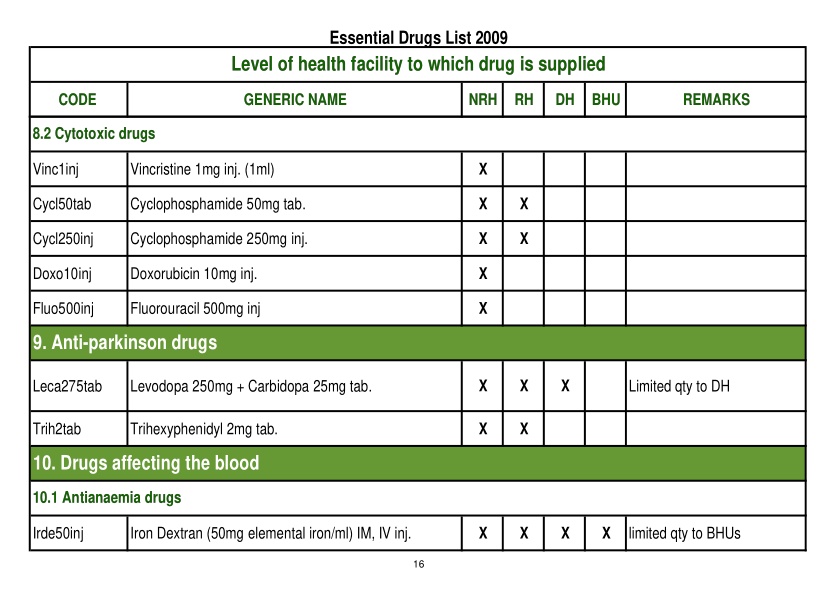 Essential Drugs List 2009
Level of health facility to which drug is supplied
CODE GENERIC NAME NRH RH DH BHU REMARKS
8.2 Cytotoxic drugs
Vinc1inj Vincristine 1mg inj. (1ml) X
Cycl50tab Cyclophosphamide 50mg tab. X X
Cycl250inj Cyclophosphamide 250mg inj. X X
Doxo10inj Doxorubicin 10mg inj. X
Fluo500inj Fluorouracil 500mg inj X
9. Anti-parkinson drugs
Leca275tab Levodopa 250mg + Carbidopa 25mg tab. X X X Limited qty to DH
Trih2tab Trihexyphenidyl 2mg tab. X X
10. Drugs affecting the blood
10.1 Antianaemia drugs
Irde50inj Iron Dextran (50mg elemental iron/ml) IM, IV inj. X X X X limited qty to BHUs
16